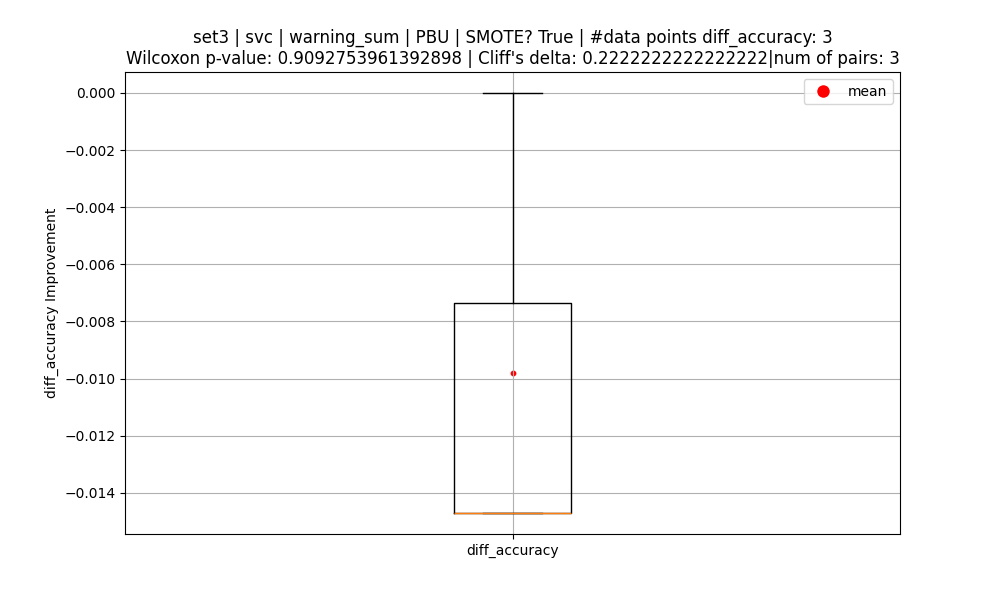 set3 | svc | warning_sum | PBU | SMOTE? True | #data points diff_accuracy: 3
Wilcoxon p-value: 0.9092753961392898 | Cliff's delta: 0.2222222222222222|num of pairs: 3
mean
0.000
−0.002
−0.004
−0.006
−0.008
−0.010
−0.012
−0.014
diff_accuracy Improvement
diff_accuracy